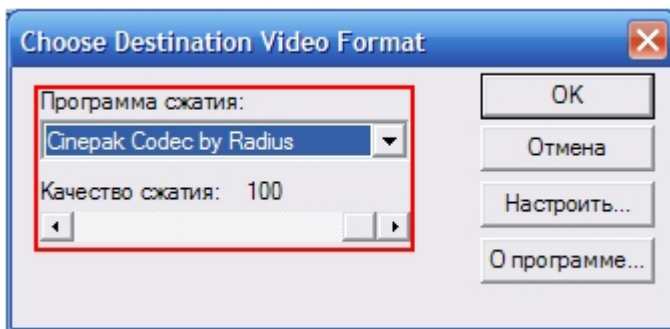 Choose Destination Video Format
Программа сжатия:
Cinepak Codec by Radius
Качество сжатия: 100
OK
Отмена
Настроить...
О программе...